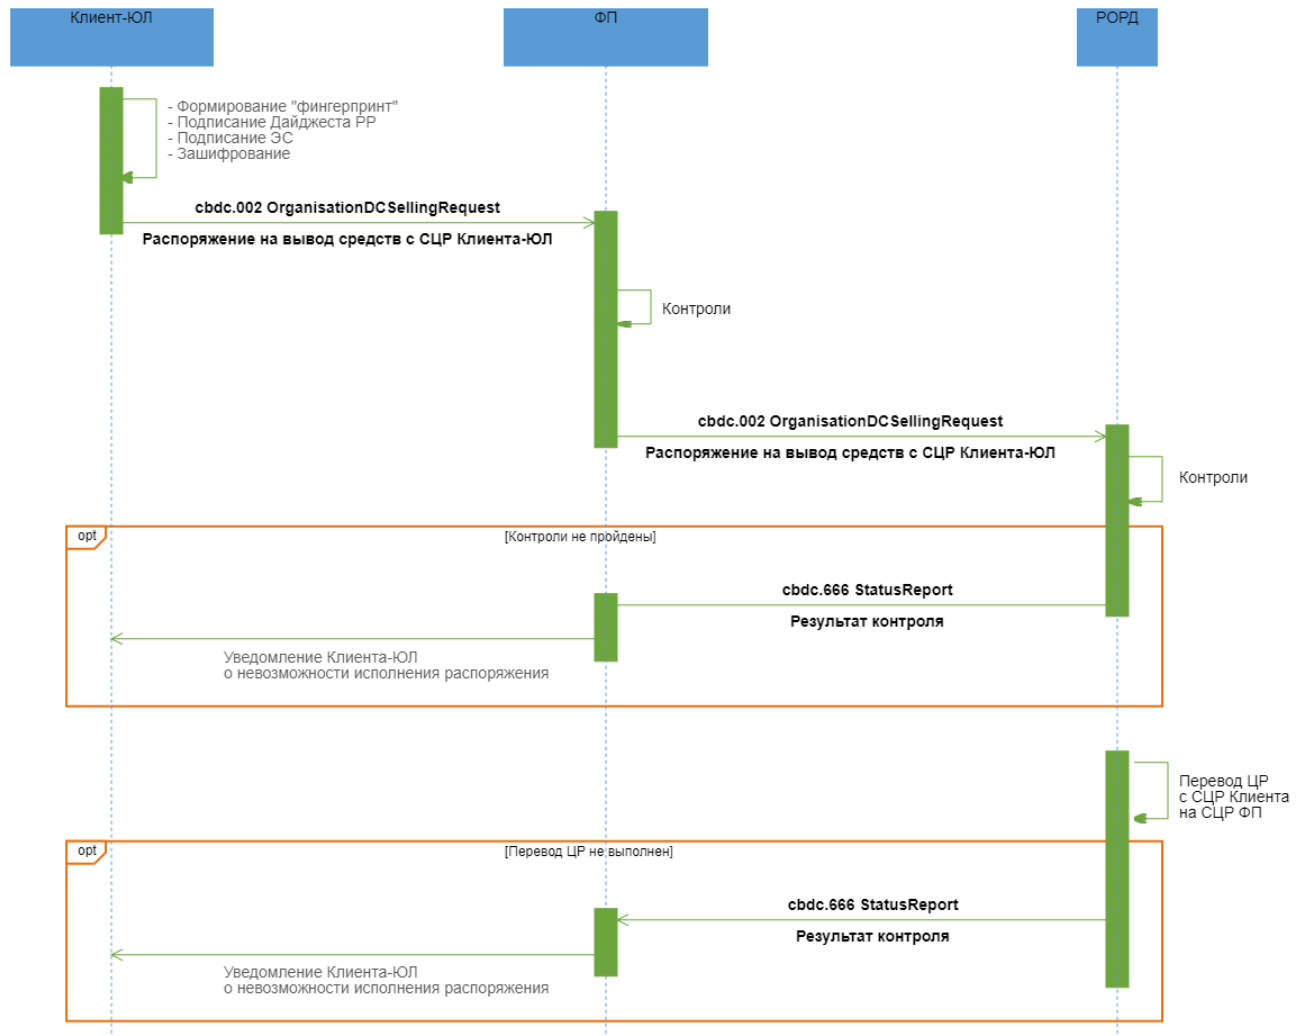 Клиент-ЮЛ
ФП
РОРД
- Формирование "фингерпринт"
- Подписание Дайджеста РР
- Подписание ЭС
- Зашифрование
cbdc.002 OrganisationDCSellingRequest
Распоряжение на вывод средств с СЦР Клиента-ЮЛ
Контроли
cbdc.002 OrganisationDCSellingRequest
Распоряжение на вывод средств с СЦР Клиента-ЮЛ
Контроли
opt
[Контроли не пройдены]
cbdc.666 StatusReport
Результат контроля
Уведомление Клиента-ЮЛ
о невозможности исполнения распоряжения
Перевод ЦР
с СЦР Клиента
на СЦР ФП
opt
[Перевод ЦР не выполнен]
cbdc.666 StatusReport
Результат контроля
Уведомление Клиента-ЮЛ
о невозможности исполнения распоряжения